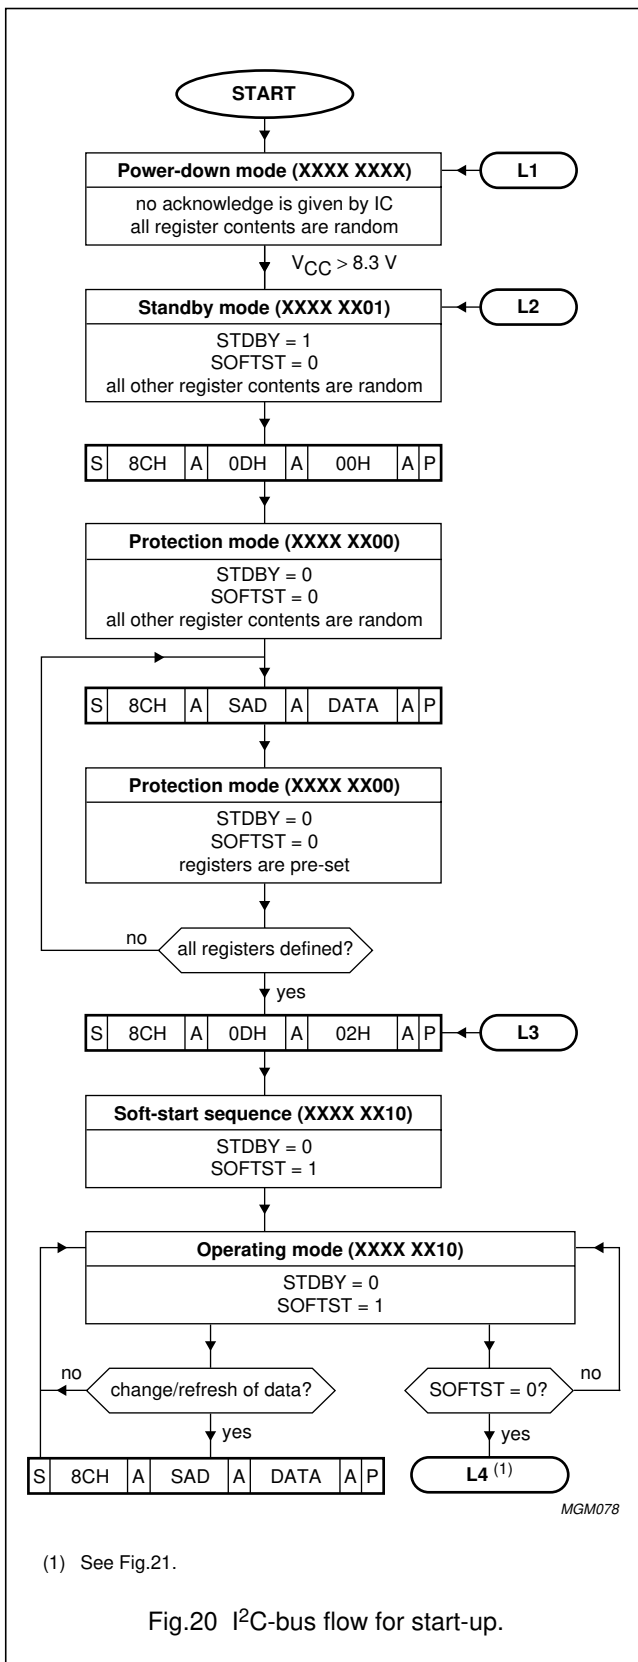 START
Power-down mode (XXXX XXXX)
L1
no acknowledge is given by IC
all register contents are random
VCC > 8.3 V
Standby mode (XXXX XX01)
L2
STDBY = 1
SOFTST = 0
all other register contents are random
S 8CH A 0DH A 00H A P
Protection mode (XXXX XX00)
STDBY = 0
SOFTST = 0
all other register contents are random
S 8CH A SAD A DATA A P
Protection mode (XXXX XX00)
STDBY = 0
SOFTST = 0
registers are pre-set
no
all registers defined?
yes
S 8CH A 0DH A 02H A P
L3
Soft-start sequence (XXXX XX10)
STDBY = 0
SOFTST = 1
Operating mode (XXXX XX10)
STDBY = 0
SOFTST = 1
no
change/refresh of data?
SOFTST = 0?
no
yes
yes
S 8CH A SAD A DATA A P
L4 (1)
MGM078
(1) See Fig.21.
Fig.20 I²C-bus flow for start-up.